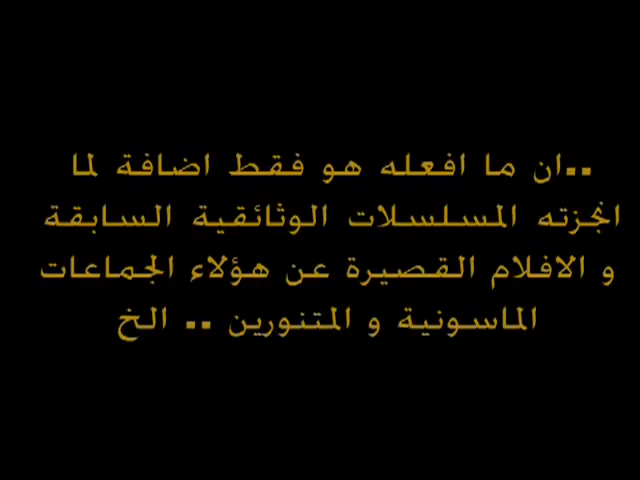 ..ان ما افعله هو فقط اضافة لما
انجزته المسلسلات الوثائقية السابقة
و الافلام القصيرة عن هؤلاء الجماعات
الماسونية و المتنورين .. الخ